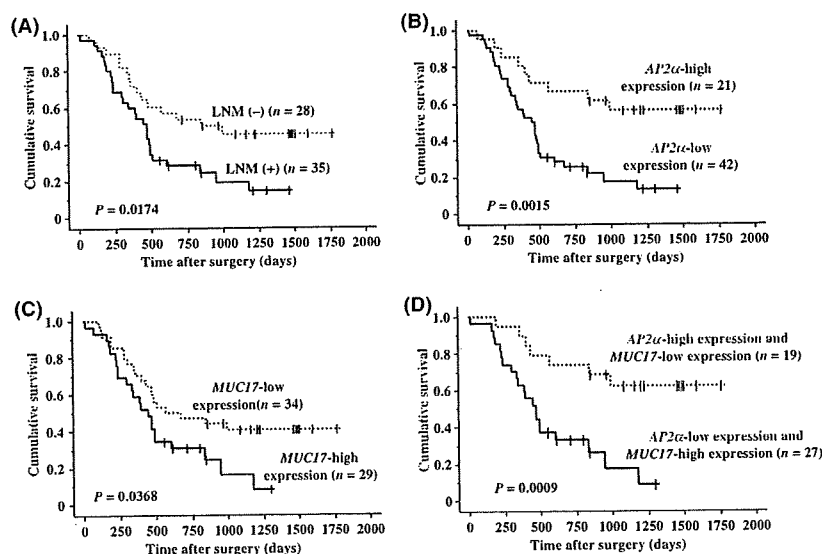 (A)
1.0
0.8
0.6
0.4
0.2
0
Cumulative survival
LNM (−) (n = 28)
LNM (+) (n = 35)
P = 0.0174
0 250 500 750 1000 1250 1500 1750 2000
Time after surgery (days)
(B)
1.0
0.8
0.6
0.4
0.2
0
Cumulative survival
AP2α-high
expression (n = 21)
AP2α-low
expression (n = 42)
P = 0.0015
0 250 500 750 1000 1250 1500 1750 2000
Time after surgery (days)
(C)
1.0
0.8
0.6
0.4
0.2
0.0
Cumulative survival
MUC17-low
expression(n = 34)
MUC17-high
expression (n = 29)
P = 0.0368
0 250 500 750 1000 1250 1500 1750 2000
Time after surgery (days)
(D)
1.0
0.8
0.6
0.4
0.2
0.0
Cumulative survival
AP2α-high expression and
MUC17-low expression (n = 19)
AP2α-low expression and
MUC17-high expression (n = 27)
P = 0.0009
0 250 500 750 1000 1250 1500 1750 2000
Time after surgery (days)